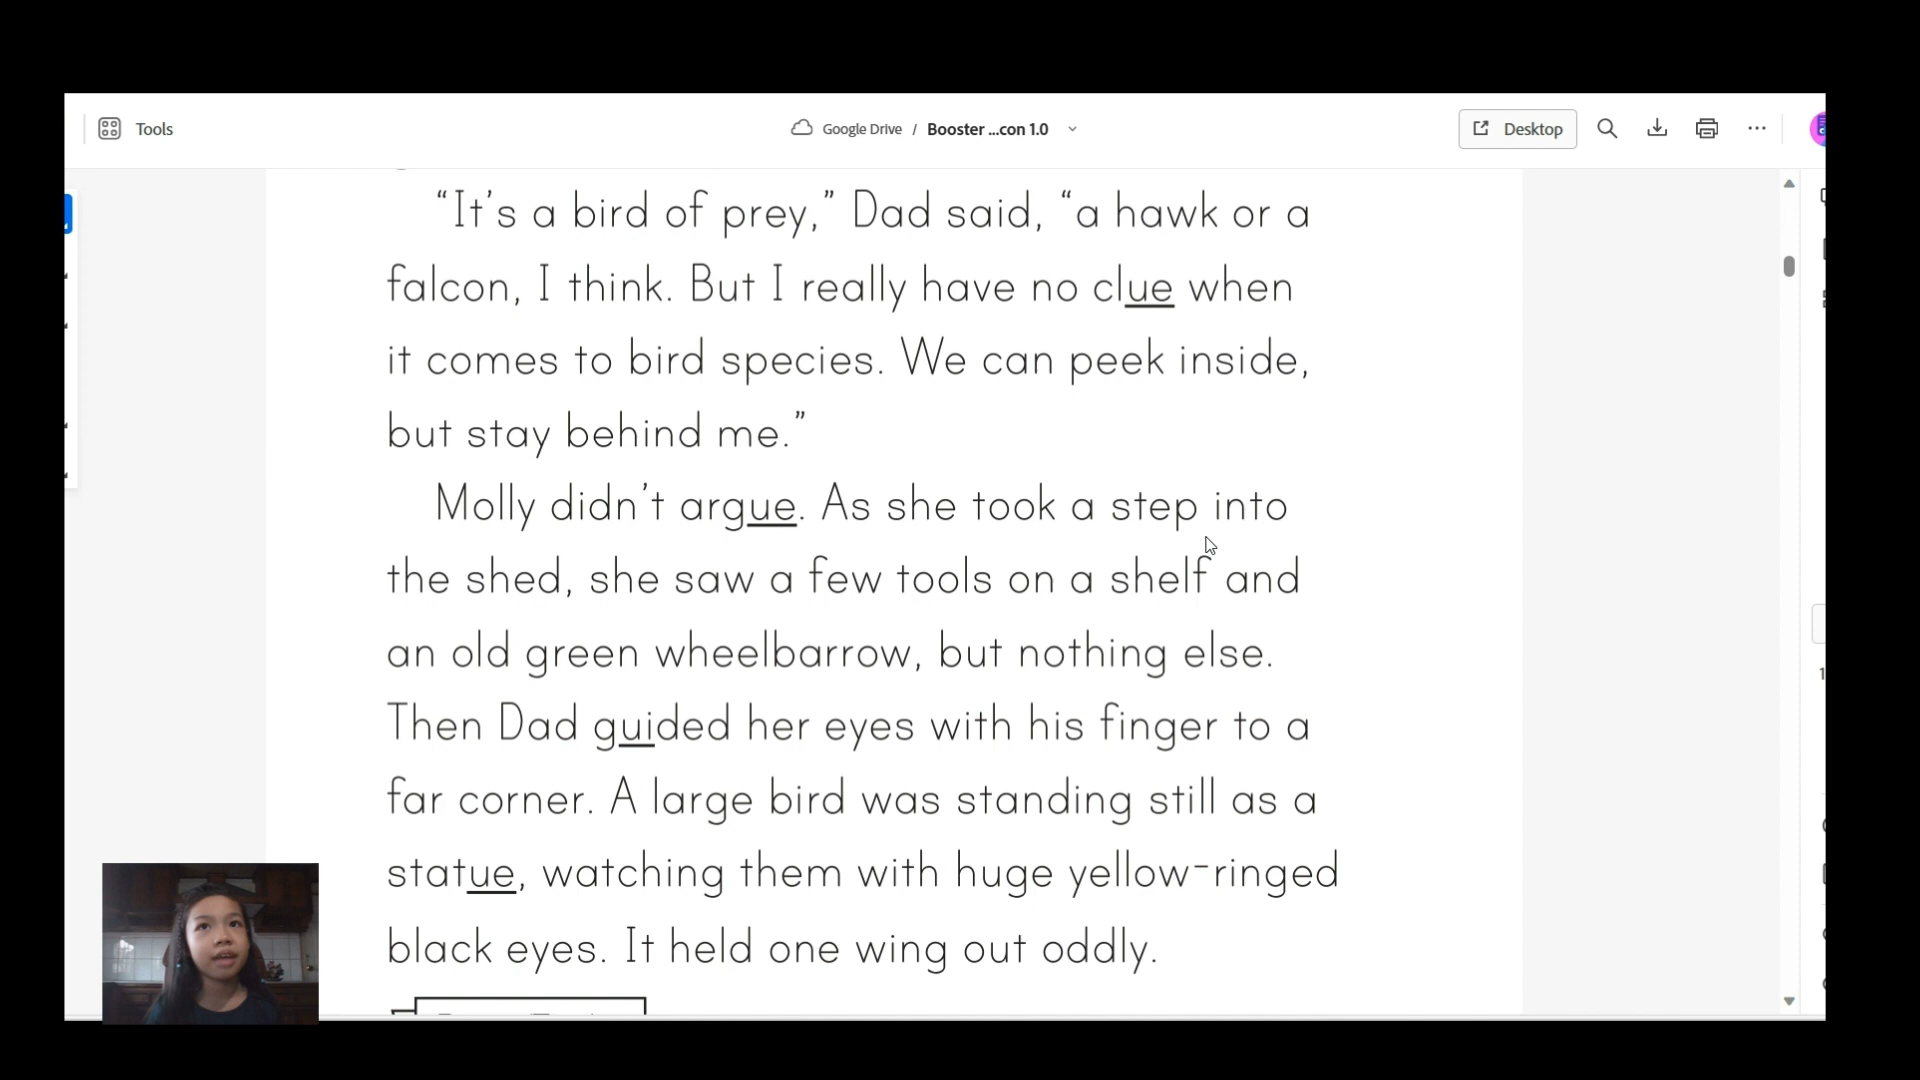 Tools
Google Drive / Booster ...con 1.0
Desktop
“It’s a bird of prey,” Dad said, “a hawk or a
falcon, I think. But I really have no clue when
it comes to bird species. We can peek inside,
but stay behind me.”
Molly didn’t argue. As she took a step into
the shed, she saw a few tools on a shelf and
an old green wheelbarrow, but nothing else.
Then Dad guided her eyes with his finger to a
far corner. A large bird was standing still as a
statue, watching them with huge yellow-ringed
black eyes. It held one wing out oddly.